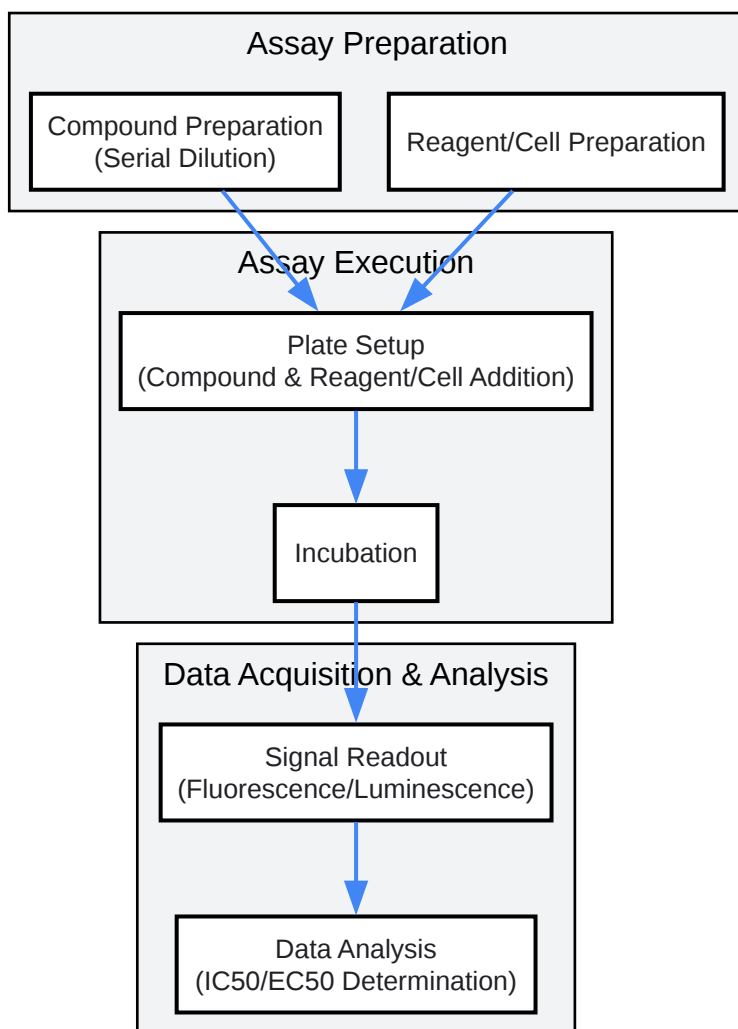 Assay Preparation
Compound Preparation
(Serial Dilution)
Reagent/Cell Preparation
Assay Execution
Plate Setup
(Compound & Reagent/Cell Addition)
Incubation
Data Acquisition & Analysis
Signal Readout
(Fluorescence/Luminescence)
Data Analysis
(IC50/EC50 Determination)